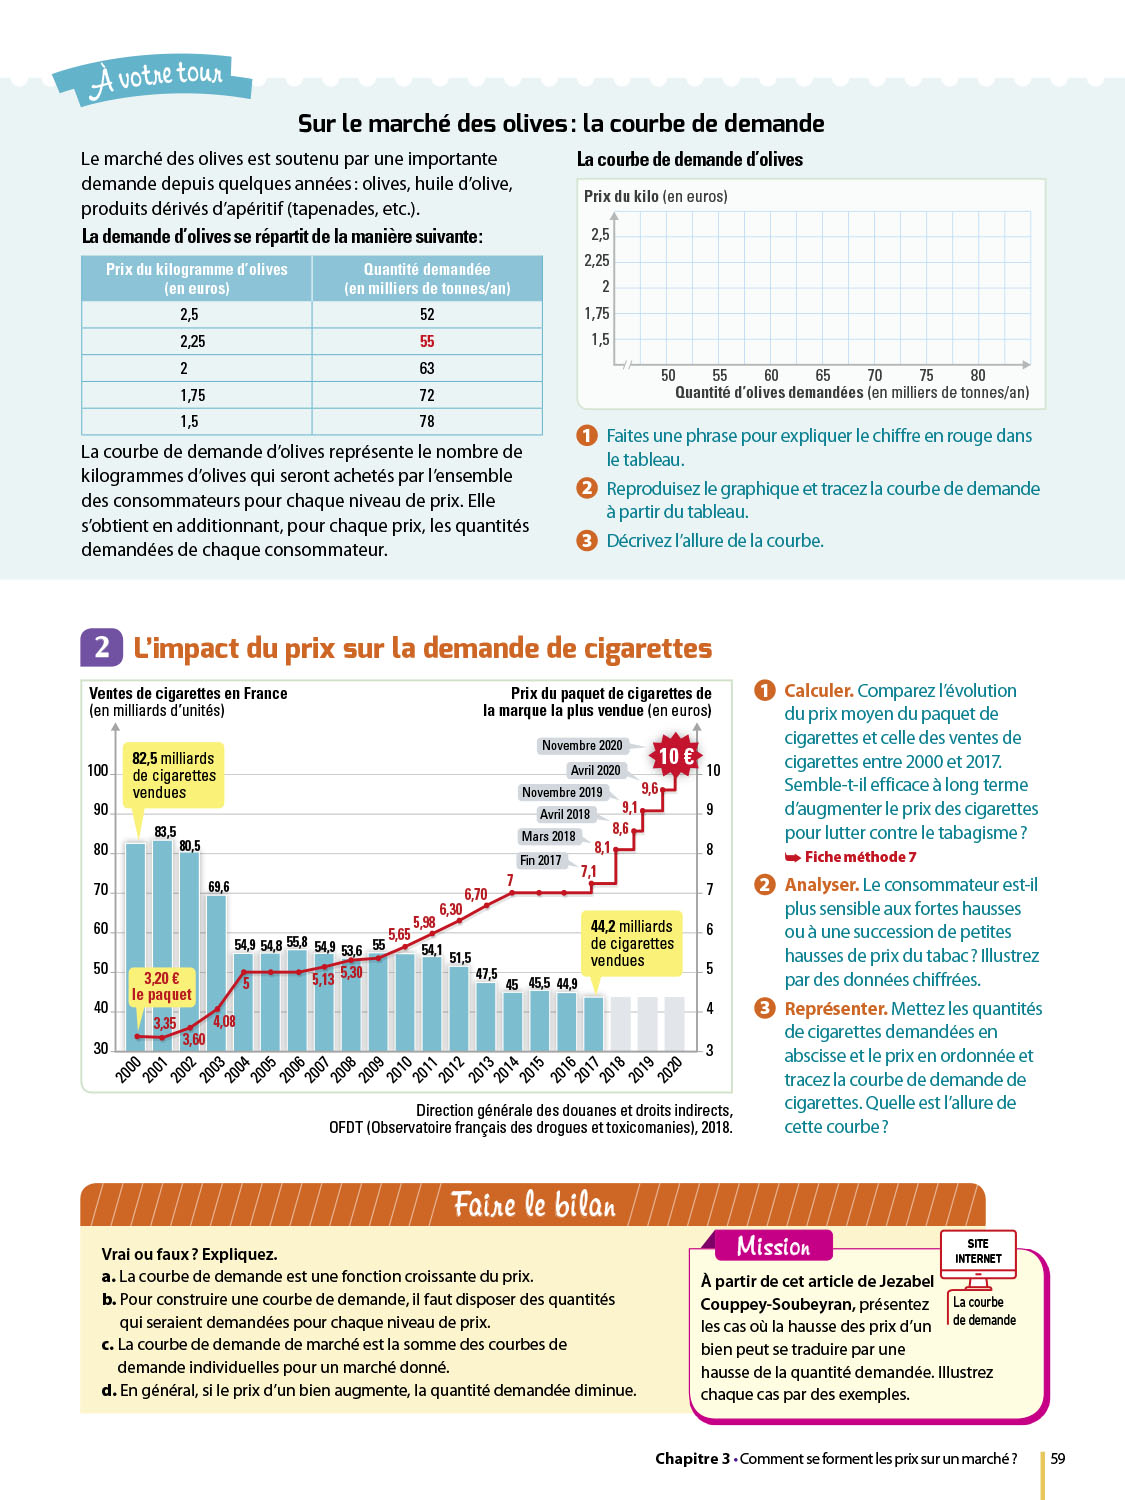 À votre tour
Sur le marché des olives : la courbe de demande
Le marché des olives est soutenu par une importante
demande depuis quelques années : olives, huile d'olive,
produits dérivés d'apéritif (tapenades, etc.).
La demande d'olives se répartit de la manière suivante :
Prix du kilogramme d'olives
(en euros)
Quantité demandée
(en milliers de tonnes/an)
2,5 52
2,25 55
2 63
1,75 72
1,5 78
La courbe de demande d'olives représente le nombre de
kilogrammes d'olives qui seront achetés par l'ensemble
des consommateurs pour chaque niveau de prix. Elle
s'obtient en additionnant, pour chaque prix, les quantités
demandées de chaque consommateur.
La courbe de demande d'olives
Prix du kilo (en euros)
2,5
2,25
2
1,75
1,5
50 55 60 65 70 75 80
Quantité d'olives demandées (en milliers de tonnes/an)
1 Faites une phrase pour expliquer le chiffre en rouge dans
le tableau.
2 Reproduisez le graphique et tracez la courbe de demande
à partir du tableau.
3 Décrivez l'allure de la courbe.
2 L'impact du prix sur la demande de cigarettes
Ventes de cigarettes en France
(en milliards d'unités)
Prix du paquet de cigarettes de
la marque la plus vendue (en euros)
100
90
80
70
60
50
40
30
82,5 milliards
de cigarettes
vendues
83,5
80,5
69,6
54,9
54,8
55,8
54,9
53,6
55
54,1
51,5
47,5
45
45,5
44,9
44,2 milliards
de cigarettes
vendues
3,20 €
le paquet
3,35
3,60
4,08
5
5,13
5,30
5,65
5,98
6,30
6,70
7
7,1
8,1
8,6
9,1
9,6
10 €
Novembre 2020
Avril 2020
Novembre 2019
Avril 2018
Mars 2018
Fin 2017
10
9
8
7
6
5
4
3
2000 2001 2002 2003 2004 2005 2006 2007 2008 2009 2010 2011 2012 2013 2014 2015 2016 2017 2018 2019 2020
Direction générale des douanes et droits indirects,
OFDT (Observatoire français des drogues et toxicomanies), 2018.
1 Calculer. Comparez l'évolution
du prix moyen du paquet de
cigarettes et celle des ventes de
cigarettes entre 2000 et 2017.
Semble-t-il efficace à long terme
d'augmenter le prix des cigarettes
pour lutter contre le tabagisme ?
➥ Fiche méthode 7
2 Analyser. Le consommateur est-il
plus sensible aux fortes hausses
ou à une succession de petites
hausses de prix du tabac ? Illustrez
par des données chiffrées.
3 Représenter. Mettez les quantités
de cigarettes demandées en
abscisse et le prix en ordonnée et
tracez la courbe de demande de
cigarettes. Quelle est l'allure de
cette courbe ?
Faire le bilan
Vrai ou faux ? Expliquez.
a. La courbe de demande est une fonction croissante du prix.
b. Pour construire une courbe de demande, il faut disposer des quantités
qui seraient demandées pour chaque niveau de prix.
c. La courbe de demande de marché est la somme des courbes de
demande individuelles pour un marché donné.
d. En général, si le prix d'un bien augmente, la quantité demandée diminue.
Mission
SITE
INTERNET
La courbe
de demande
À partir de cet article de Jezabel
Couppey-Soubeyran, présentez
les cas où la hausse des prix d'un
bien peut se traduire par une
hausse de la quantité demandée. Illustrez
chaque cas par des exemples.
Chapitre 3 • Comment se forment les prix sur un marché ? 59